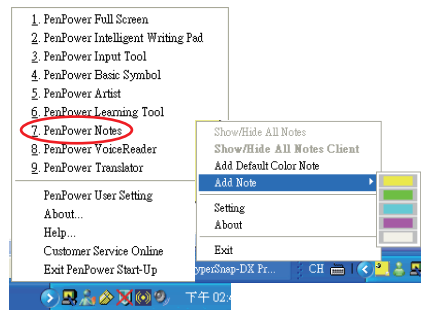 1. PenPower Full Screen
2. PenPower Intelligent Writing Pad
3. PenPower Input Tool
4. PenPower Basic Symbol
5. PenPower Artist
6. PenPower Learning Tool
7. PenPower Notes
8. PenPower VoiceReader
9. PenPower Translator
PenPower User Setting
About...
Help...
Customer Service Online
Exit PenPower Start-Up
下午 02:
Show/Hide All Notes
Show/Hide All Notes Client
Add Default Color Note
Add Note
Setting
About
Exit
yperSnap-DX Pr... CH